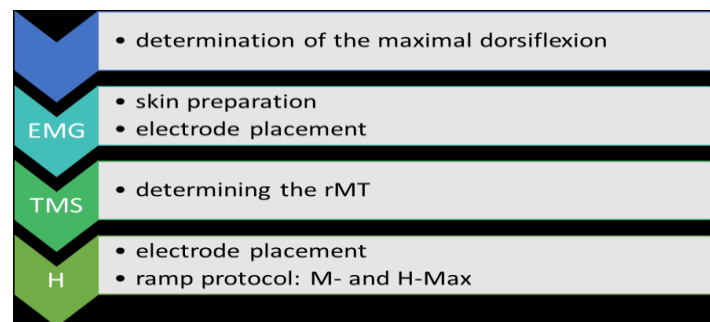 • determination of the maximal dorsiflexion
EMG
• skin preparation
• electrode placement
TMS
• determining the rMT
H
• electrode placement
• ramp protocol: M- and H-Max